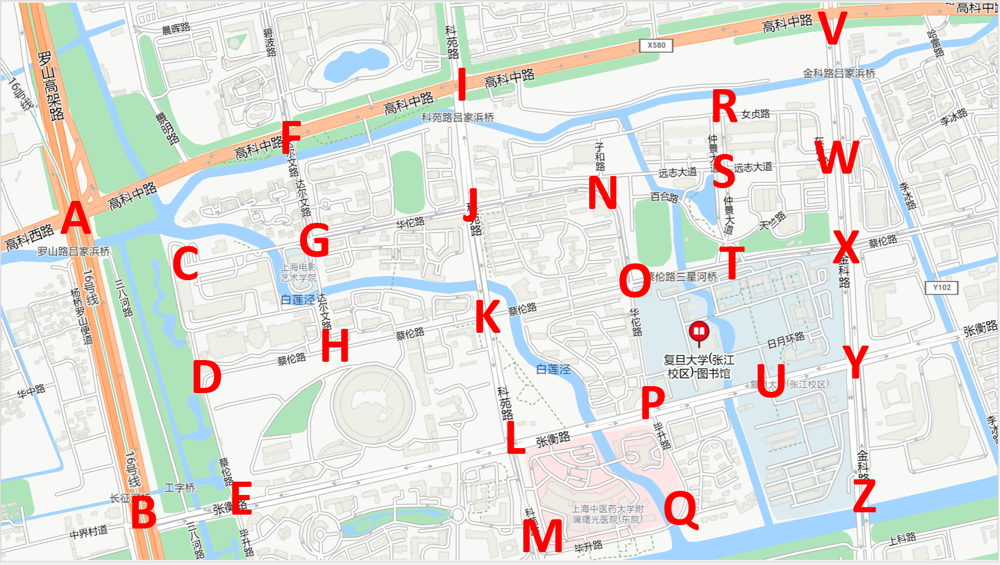 高科中路
晨晖路
碧波路
科苑路
高科中路
V
X580
哈雷路
罗山高架路
16号线
I
高科中路
金科路吕家浜桥
高科中路
R
女贞路
李冰路
景明路
科苑路吕家浜桥
F
高科中路
尔文路
子和路
仲景大道
W
S
远志大道
远志大道
达尔文路
N
百合路
李冰路
高科中路
J
科苑路
A
华佗路
仲景大道
天竺路
高科西路
G
X
蔡伦路
罗山路吕家浜桥
C
T
上海电影
艺术学院
金科路
16号线
三八河路
O
蔡伦路三星河桥
Y102
杨桥罗山便道
白莲泾
达尔文路
K
蔡伦路
华佗路
H
蔡伦路
张衡路
日月环路
蔡伦路
复旦大学(张江
校区)-图书馆
Y
D
白莲泾
U
复旦大学(张江校区)
华中路
P
科苑路
李冰路
毕升路
L
张衡路
16号线
蔡伦路
金科路
工字桥
长征河桥
E
张衡路
B
Z
Q
上海中医药大学附
属曙光医院(东院)
中界村道
三八河路
毕升路
M
毕升路
上科路